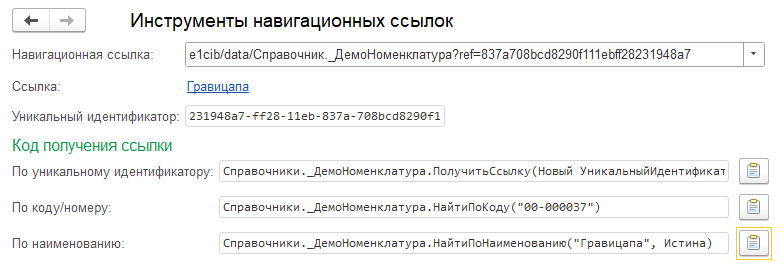 Инструменты навигационных ссылок
Навигационная ссылка: e1cib/data/Справочник._ДемоНоменклатура?ref=837a708bcd8290f111ebff28231948a7
Ссылка: Гравицапа
Уникальный идентификатор: 231948a7-ff28-11eb-837a-708bcd8290f1
Код получения ссылки
По уникальному идентификатору: Справочники._ДемоНоменклатура.ПолучитьСсылку(Новый УникальныйИдентификат
По коду/номеру: Справочники._ДемоНоменклатура.НайтиПоКоду("00-000037")
По наименованию: Справочники._ДемоНоменклатура.НайтиПоНаименованию("Гравицапа", Истина)